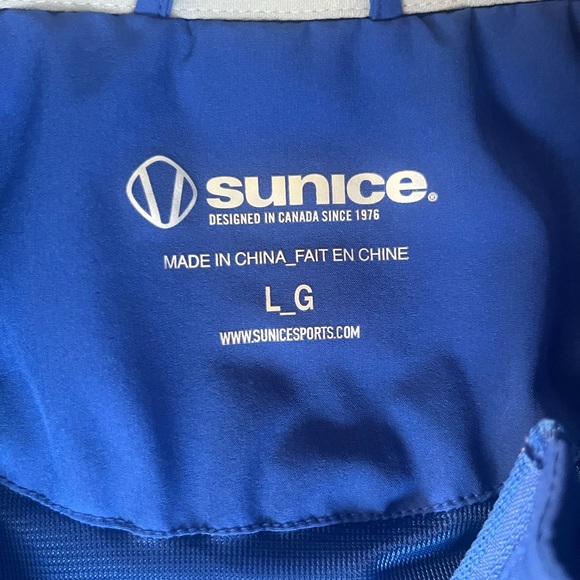 sunice®
DESIGNED IN CANADA SINCE 1976
MADE IN CHINA_FAIT EN CHINE
L_G
WWW.SUNICESPORTS.COM